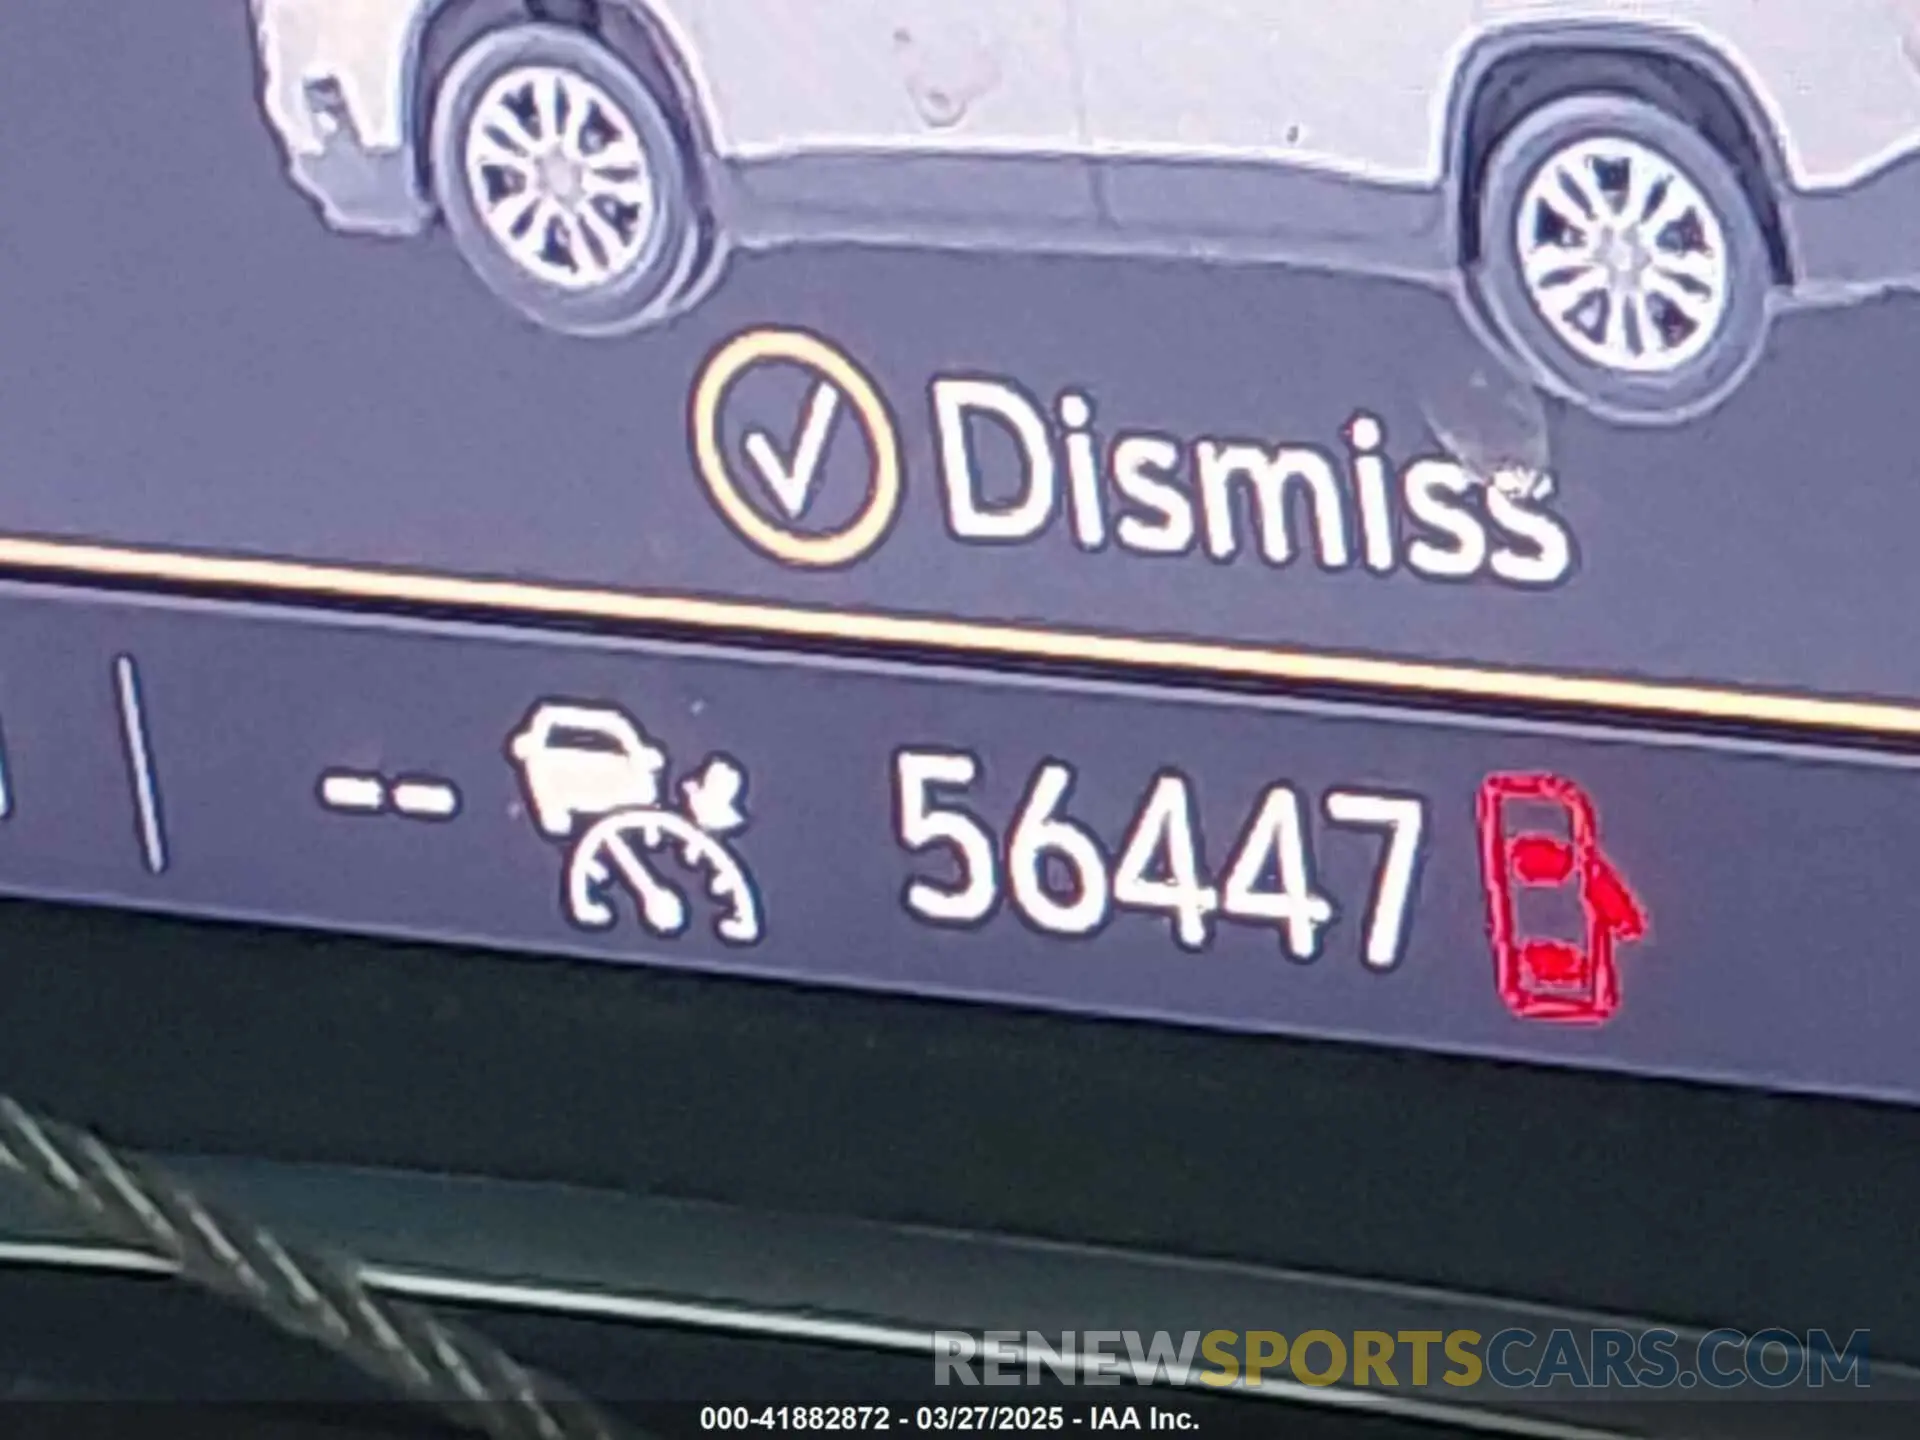 Dismiss
-- 56447
RENEWSPORTSCARS.COM
000-41882872 - 03/27/2025 - IAA Inc.